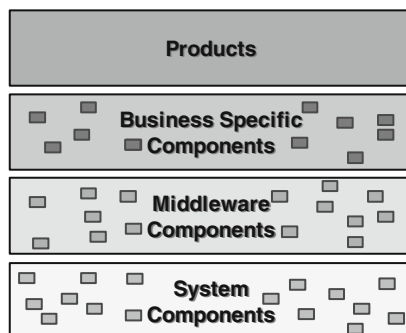 Products
Business Specific
Components
Middleware
Components
System
Components